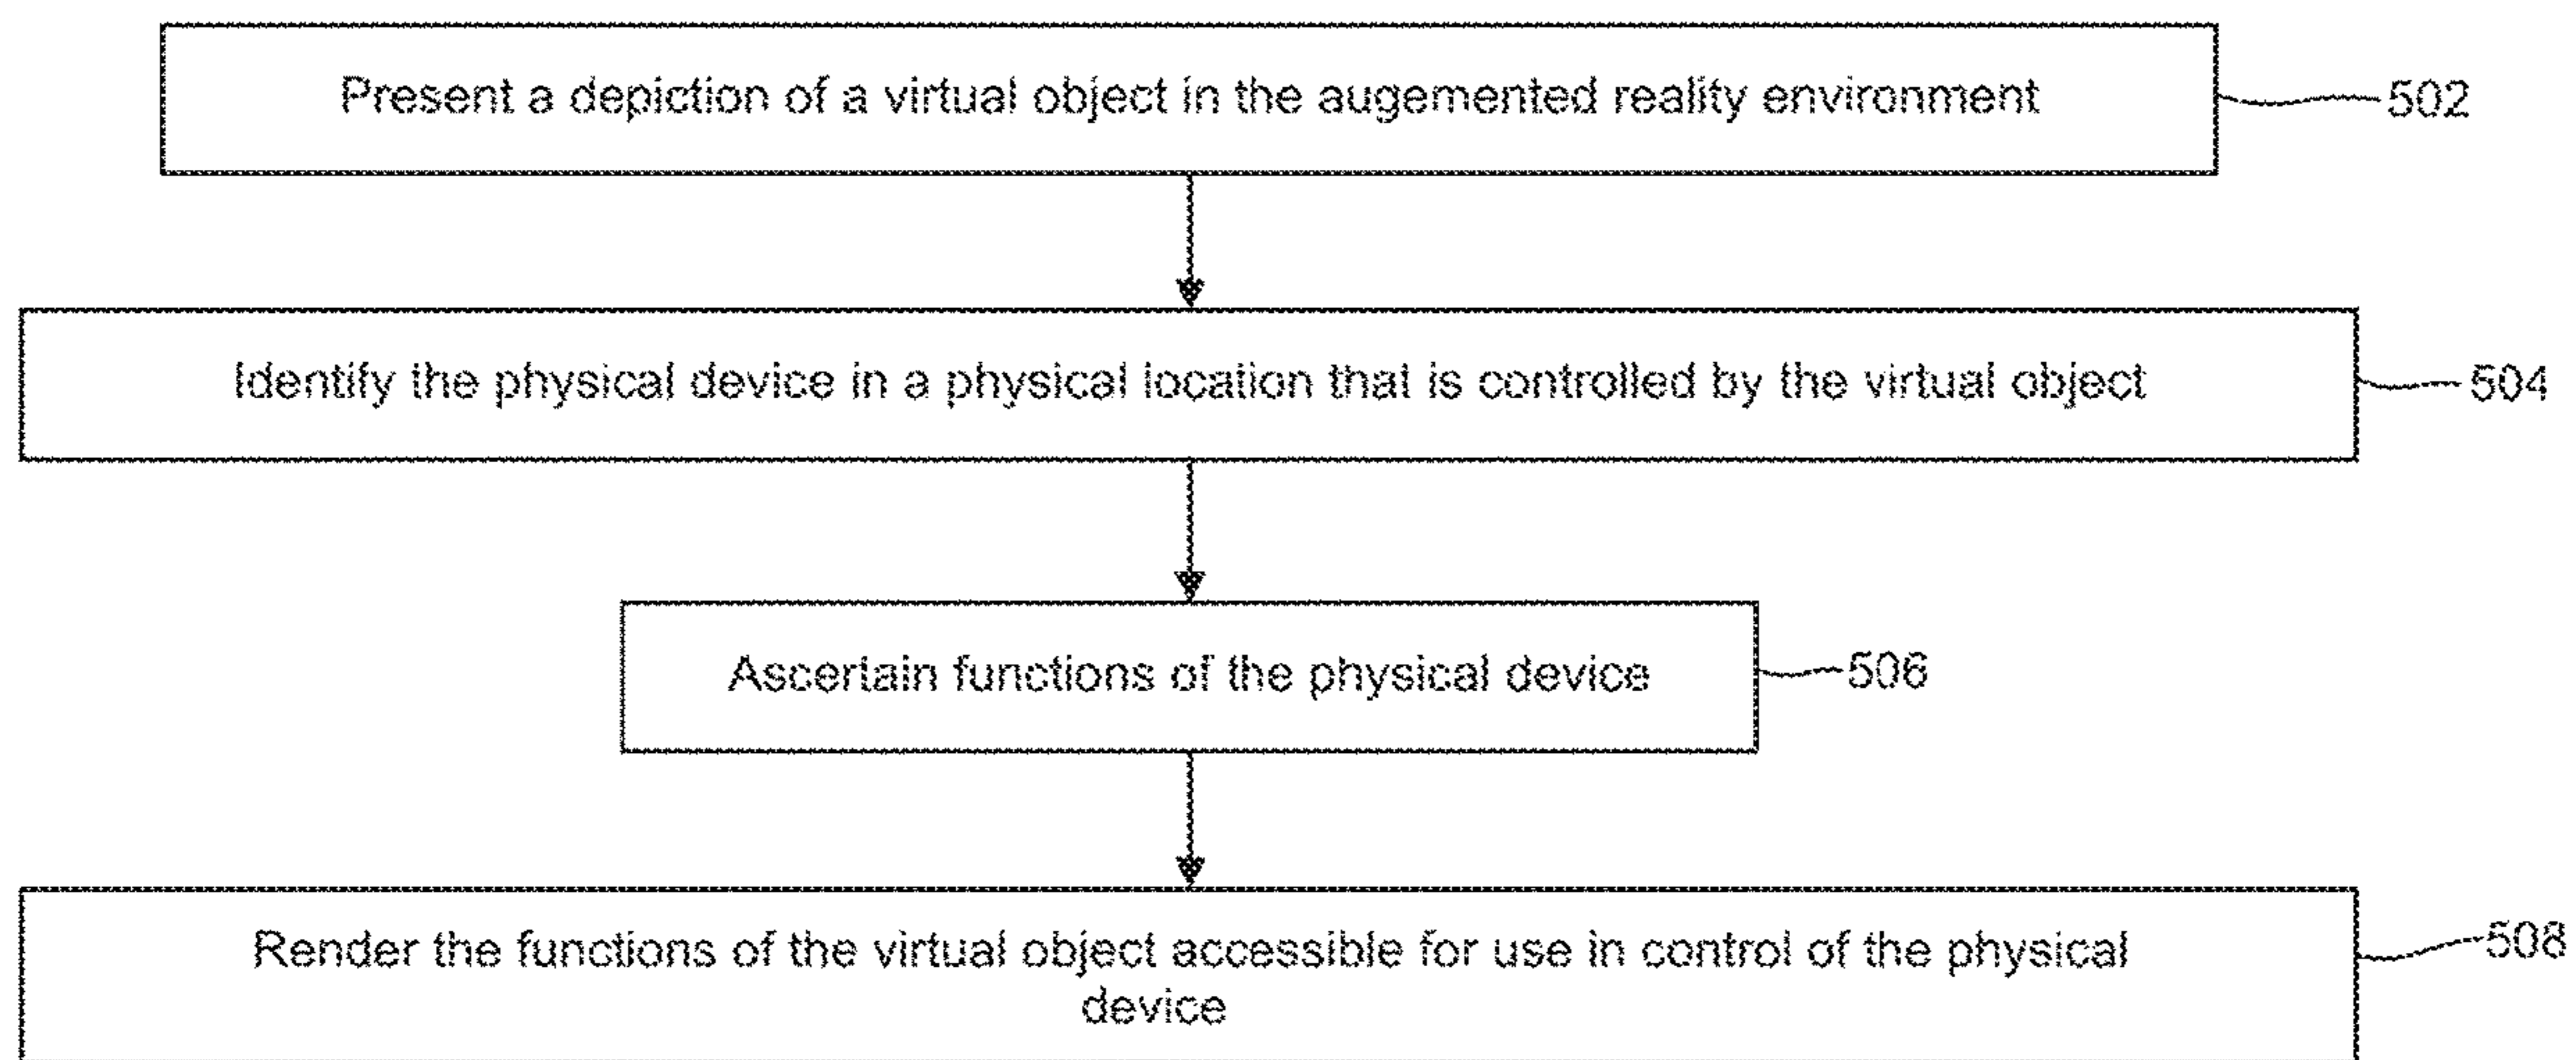 Present a depiction of a virtual object in the augemented reality environment
502
Identify the physical device in a physical location that is controlled by the virtual object
504
Ascertain functions of the physical device
506
Render the functions of the virtual object accessible for use in control of the physical
device
508